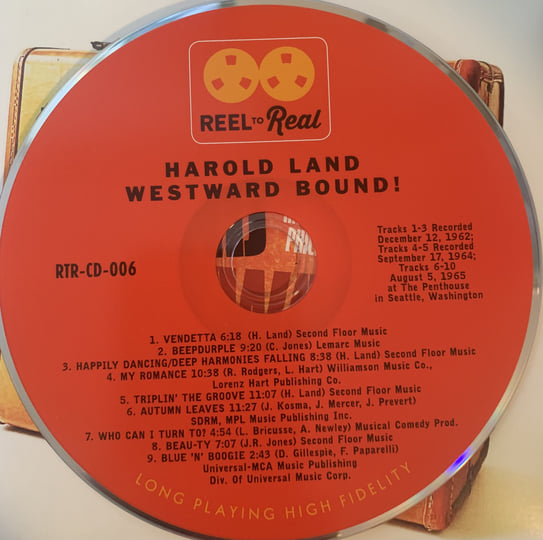 REEL TO Real
HAROLD LAND
WESTWARD BOUND!
RTR-CD-006
Tracks 1-3 Recorded
December 12, 1962;
Tracks 4-5 Recorded
September 17, 1964;
Tracks 6-10
August 5, 1965
at The Penthouse
in Seattle, Washington
1. VENDETTA 6:18 (H. Land) Second Floor Music
2. BEEPDURPLE 9:20 (C. Jones) Lemarc Music
3. HAPPILY DANCING/DEEP HARMONIES FALLING 8:38 (H. Land) Second Floor Music
4. MY ROMANCE 10:38 (R. Rodgers, L. Hart) Williamson Music Co.,
Lorenz Hart Publishing Co.
5. TRIPLIN' THE GROOVE 11:07 (H. Land) Second Floor Music
6. AUTUMN LEAVES 11:27 (J. Kosma, J. Mercer, J. Prevert)
SDRM, MPL Music Publishing Inc.
7. WHO CAN I TURN TO? 4:54 (L. Bricusse, A. Newley) Musical Comedy Prod.
8. BEAU-TY 7:07 (J.R. Jones) Second Floor Music
9. BLUE 'N' BOOGIE 2:43 (D. Gillespie, F. Paparelli)
Universal-MCA Music Publishing
Div. Of Universal Music Corp.
LONG PLAYING HIGH FIDELITY